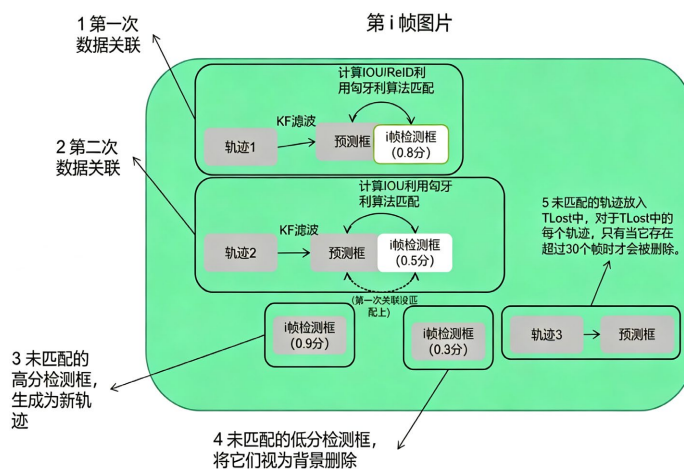 第 i 帧图片
1 第一次
数据关联
计算IOU/ReID利
用匈牙利算法匹配
KF滤波
轨迹1
预测框
i帧检测框
(0.8分)
2 第二次
数据关联
计算IOU利用匈牙
利算法匹配
KF滤波
轨迹2
预测框
i帧检测框
(0.5分)
(第一次关联没匹
配上)
5 未匹配的轨迹放入
TLost中，对于TLost中的
每个轨迹，只有当它存在
超过30个帧时才会被删除。
i帧检测框
(0.9分)
i帧检测框
(0.3分)
轨迹3
预测框
3 未匹配的
高分检测框，
生成为新轨
迹
4 未匹配的低分检测框，
将它们视为背景删除